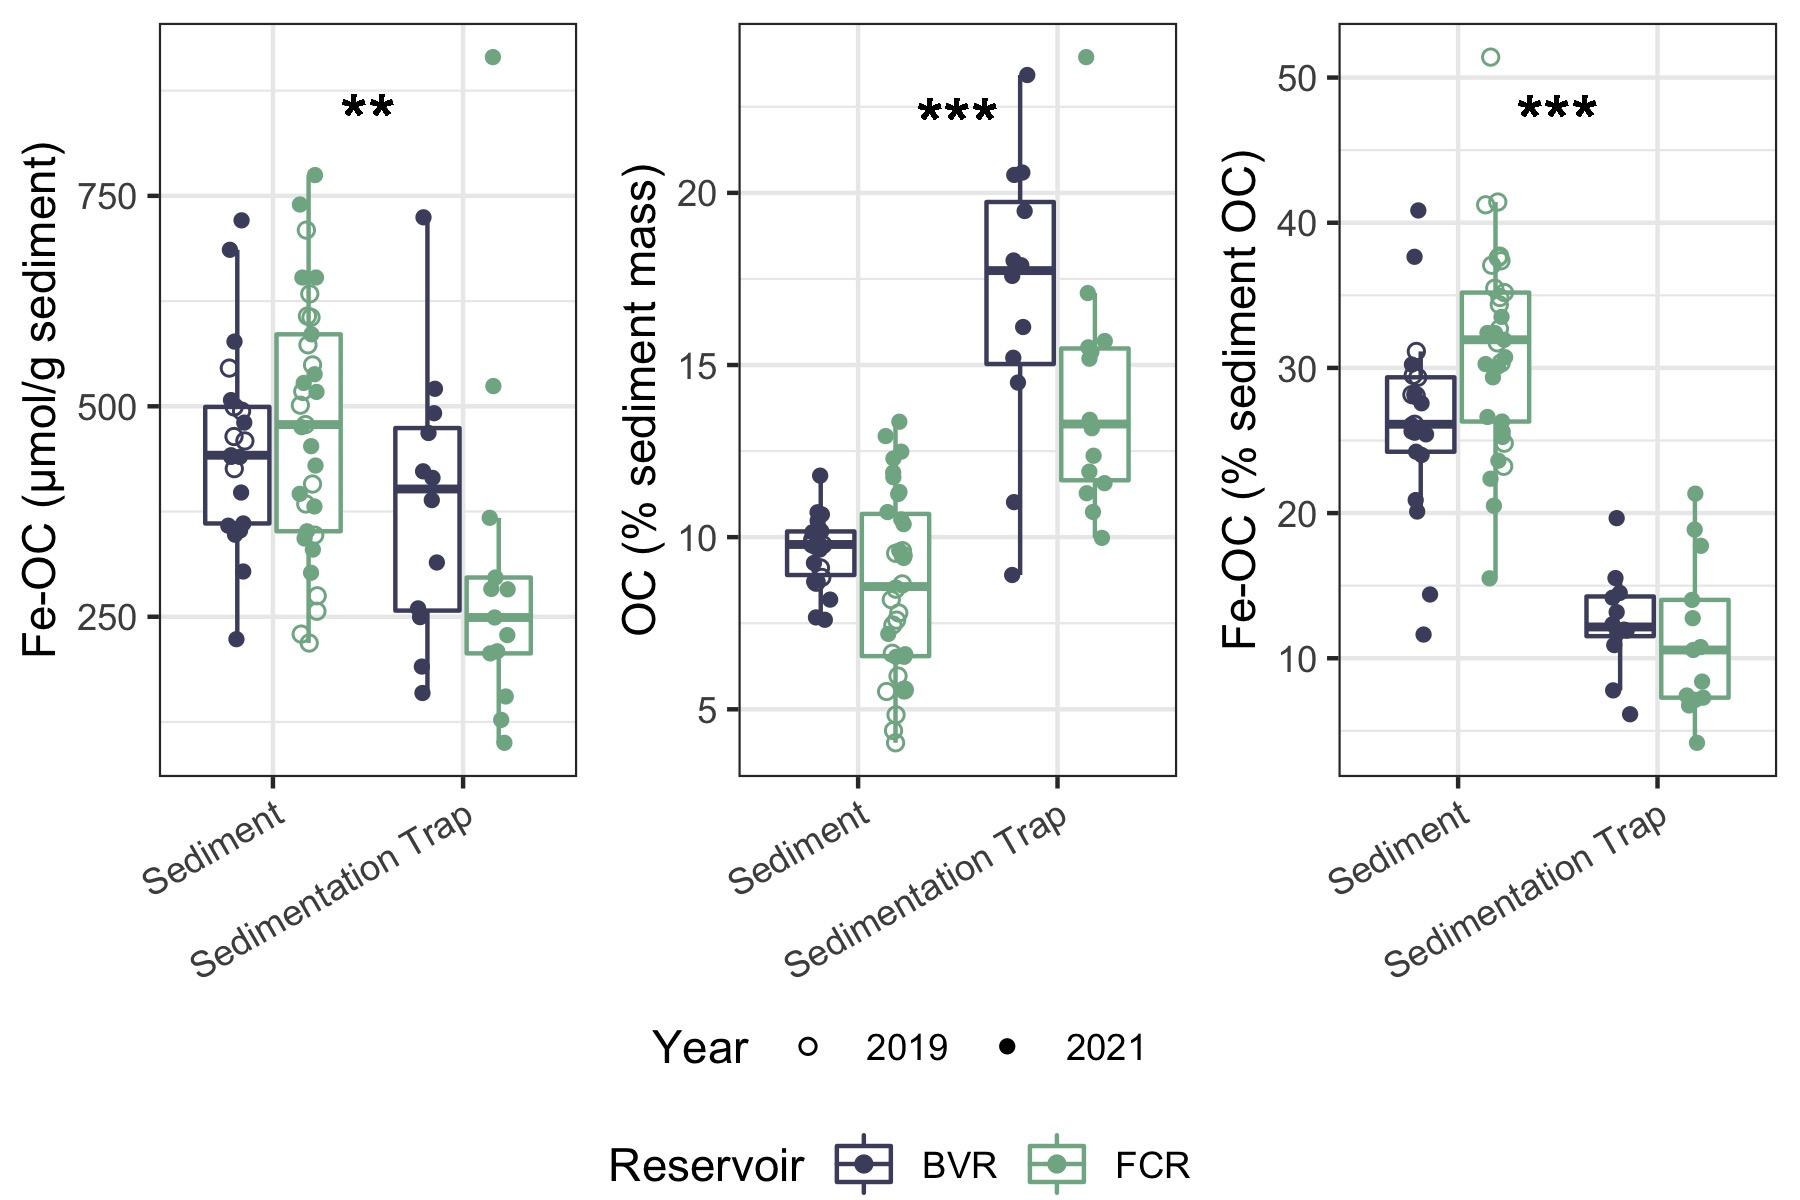 Fe-OC (µmol/g sediment)
750
500
250
**
Sediment
Sedimentation Trap
OC (% sediment mass)
20
15
10
5
***
Sediment
Sedimentation Trap
Fe-OC (% sediment OC)
50
40
30
20
10
***
Sediment
Sedimentation Trap
Year 2019 2021
Reservoir BVR FCR